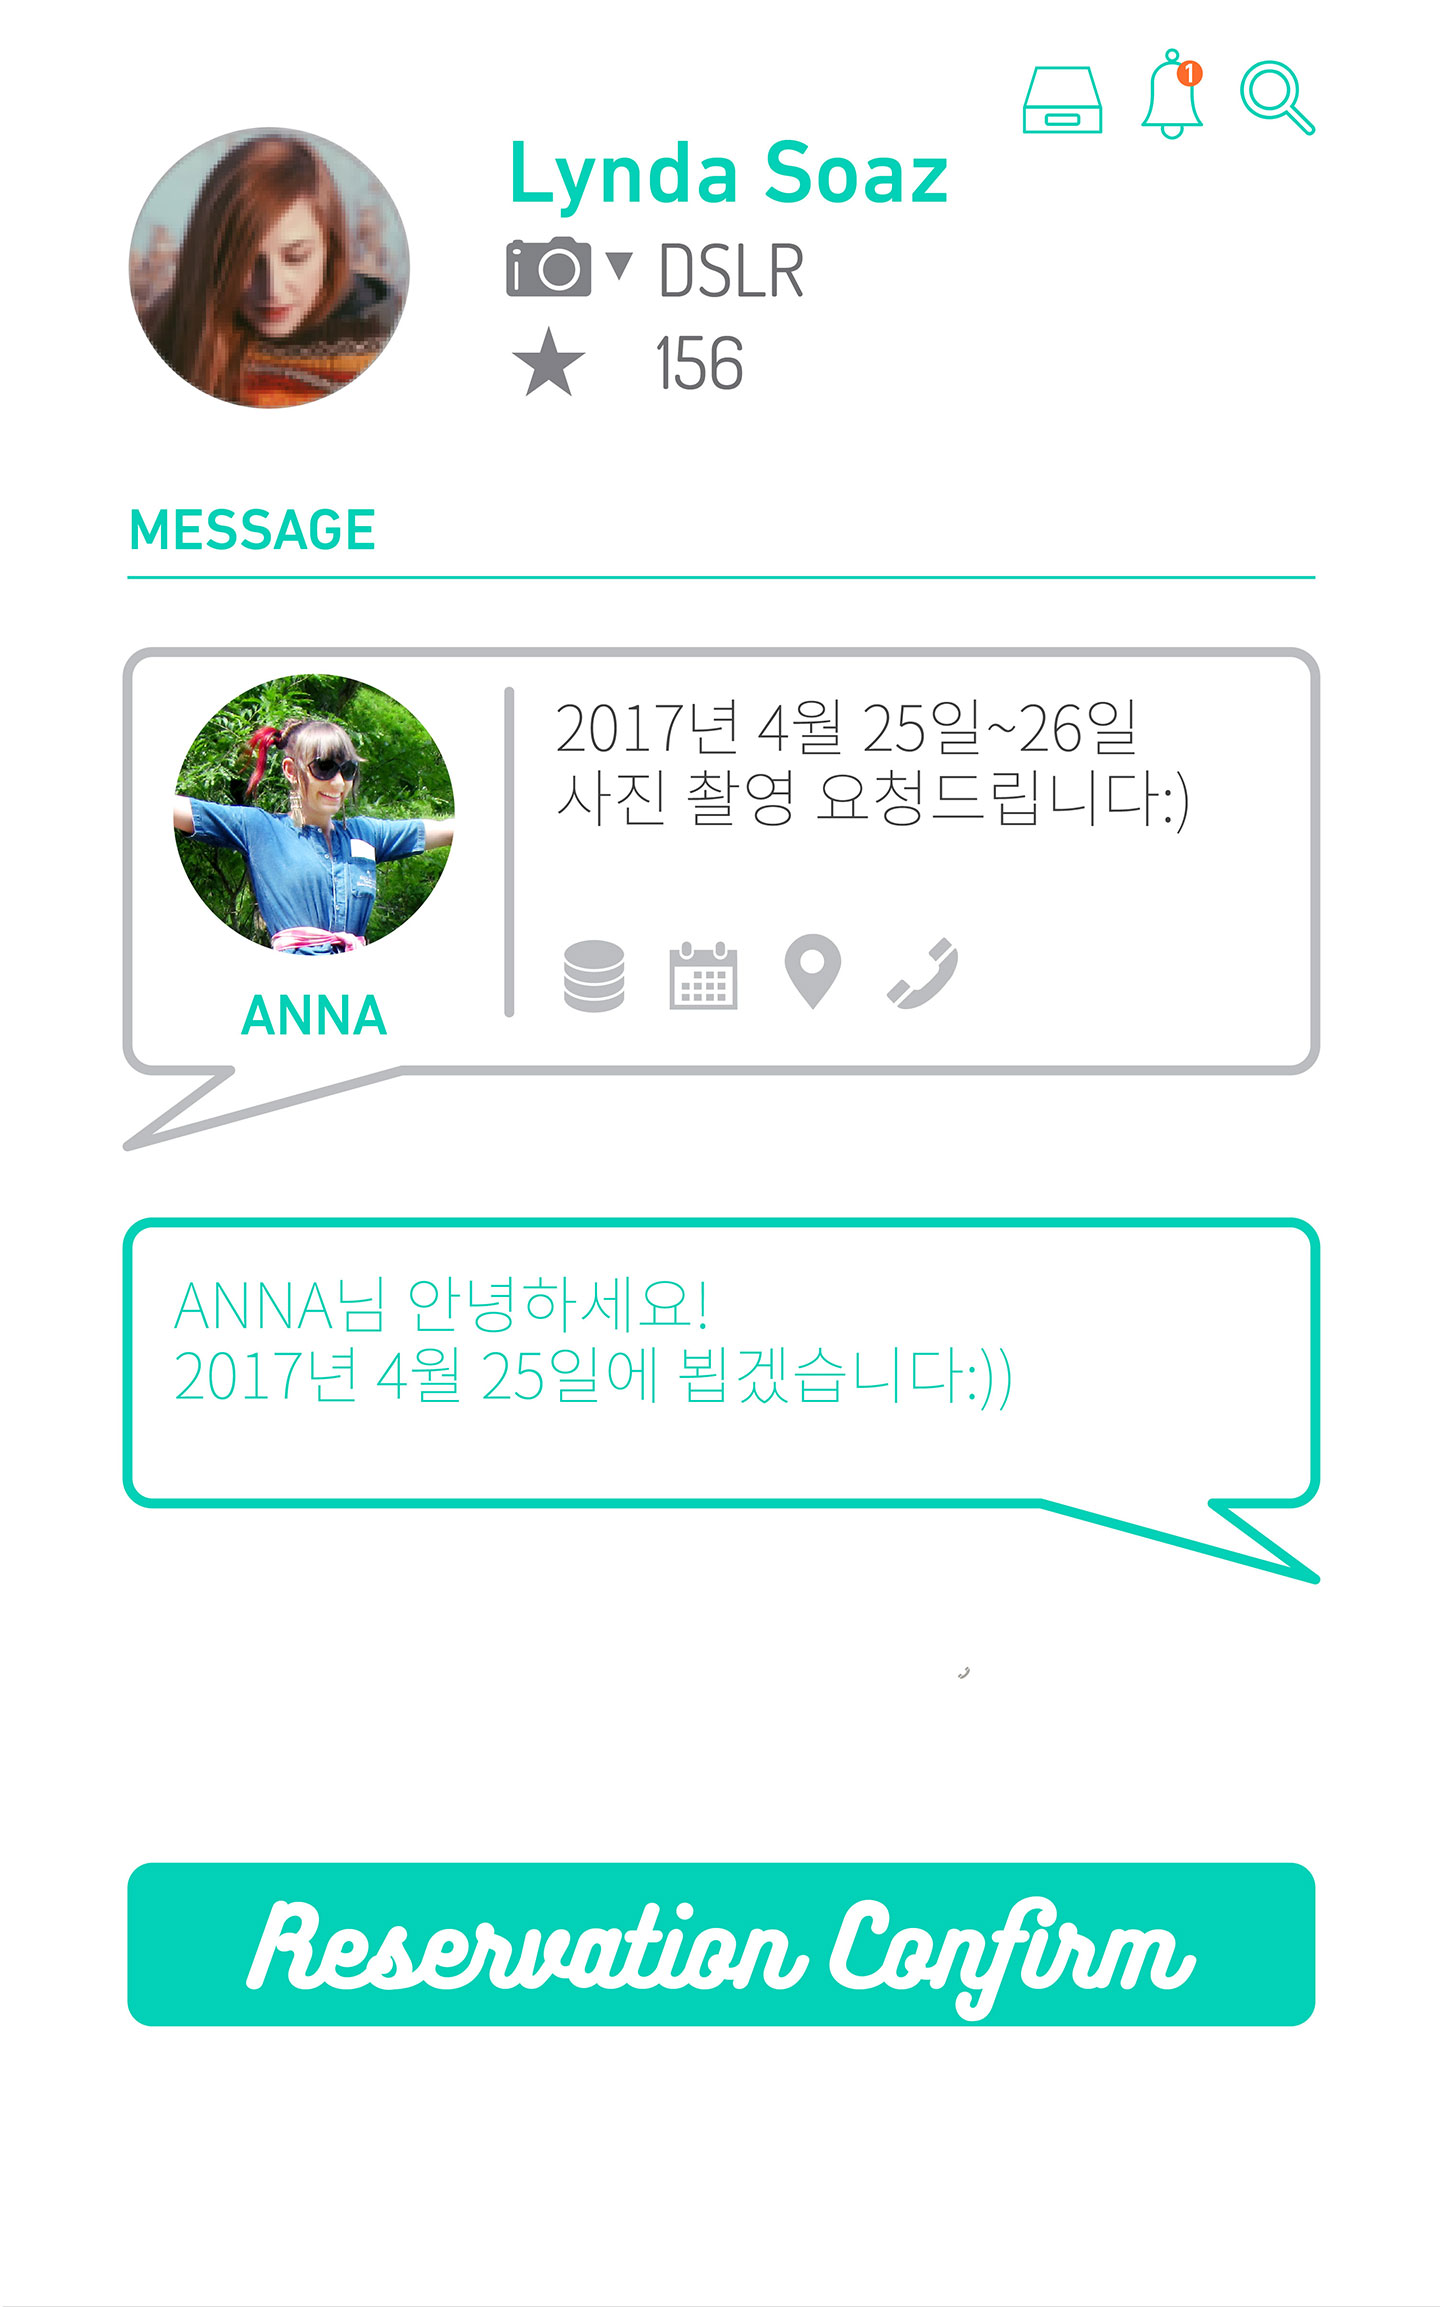 1
Lynda Soaz
DSLR
156
MESSAGE
2017년 4월 25일~26일
사진 촬영 요청드립니다:)
ANNA
ANNA님 안녕하세요!
2017년 4월 25일에 뵙겠습니다:))
Reservation Confirm